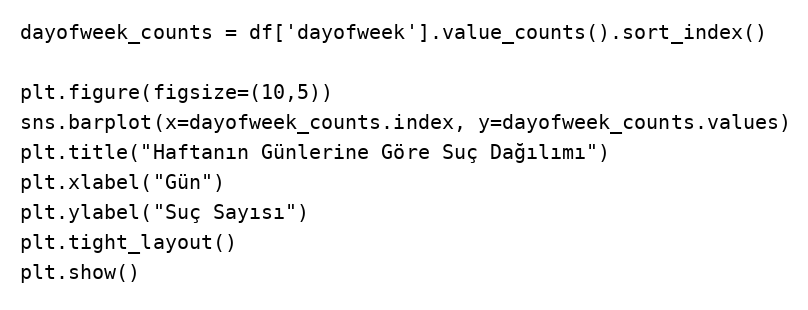 dayofweek_counts = df['dayofweek'].value_counts().sort_index()
plt.figure(figsize=(10,5))
sns.barplot(x=dayofweek_counts.index, y=dayofweek_counts.values)
plt.title("Haftanın Günlerine Göre Suç Dağılımı")
plt.xlabel("Gün")
plt.ylabel("Suç Sayısı")
plt.tight_layout()
plt.show()